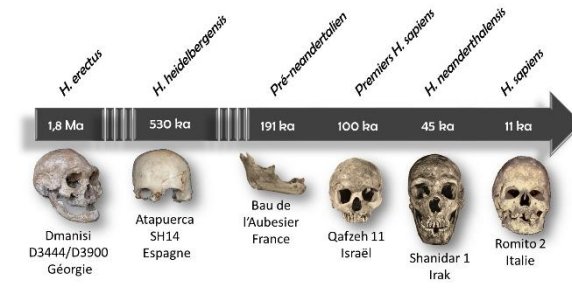 H. erectus
H. heidelbergensis
Pré-neandertalien
Premiers H. sapiens
H. neanderthalensis
H. sapiens
1,8 Ma
530 ka
191 ka
100 ka
45 ka
11 ka
Dmanisi
D3444/D3900
Géorgie
Atapuerca
SH14
Espagne
Bau de
l'Aubesier
France
Qafzeh 11
Israël
Shanidar 1
Irak
Romito 2
Italie